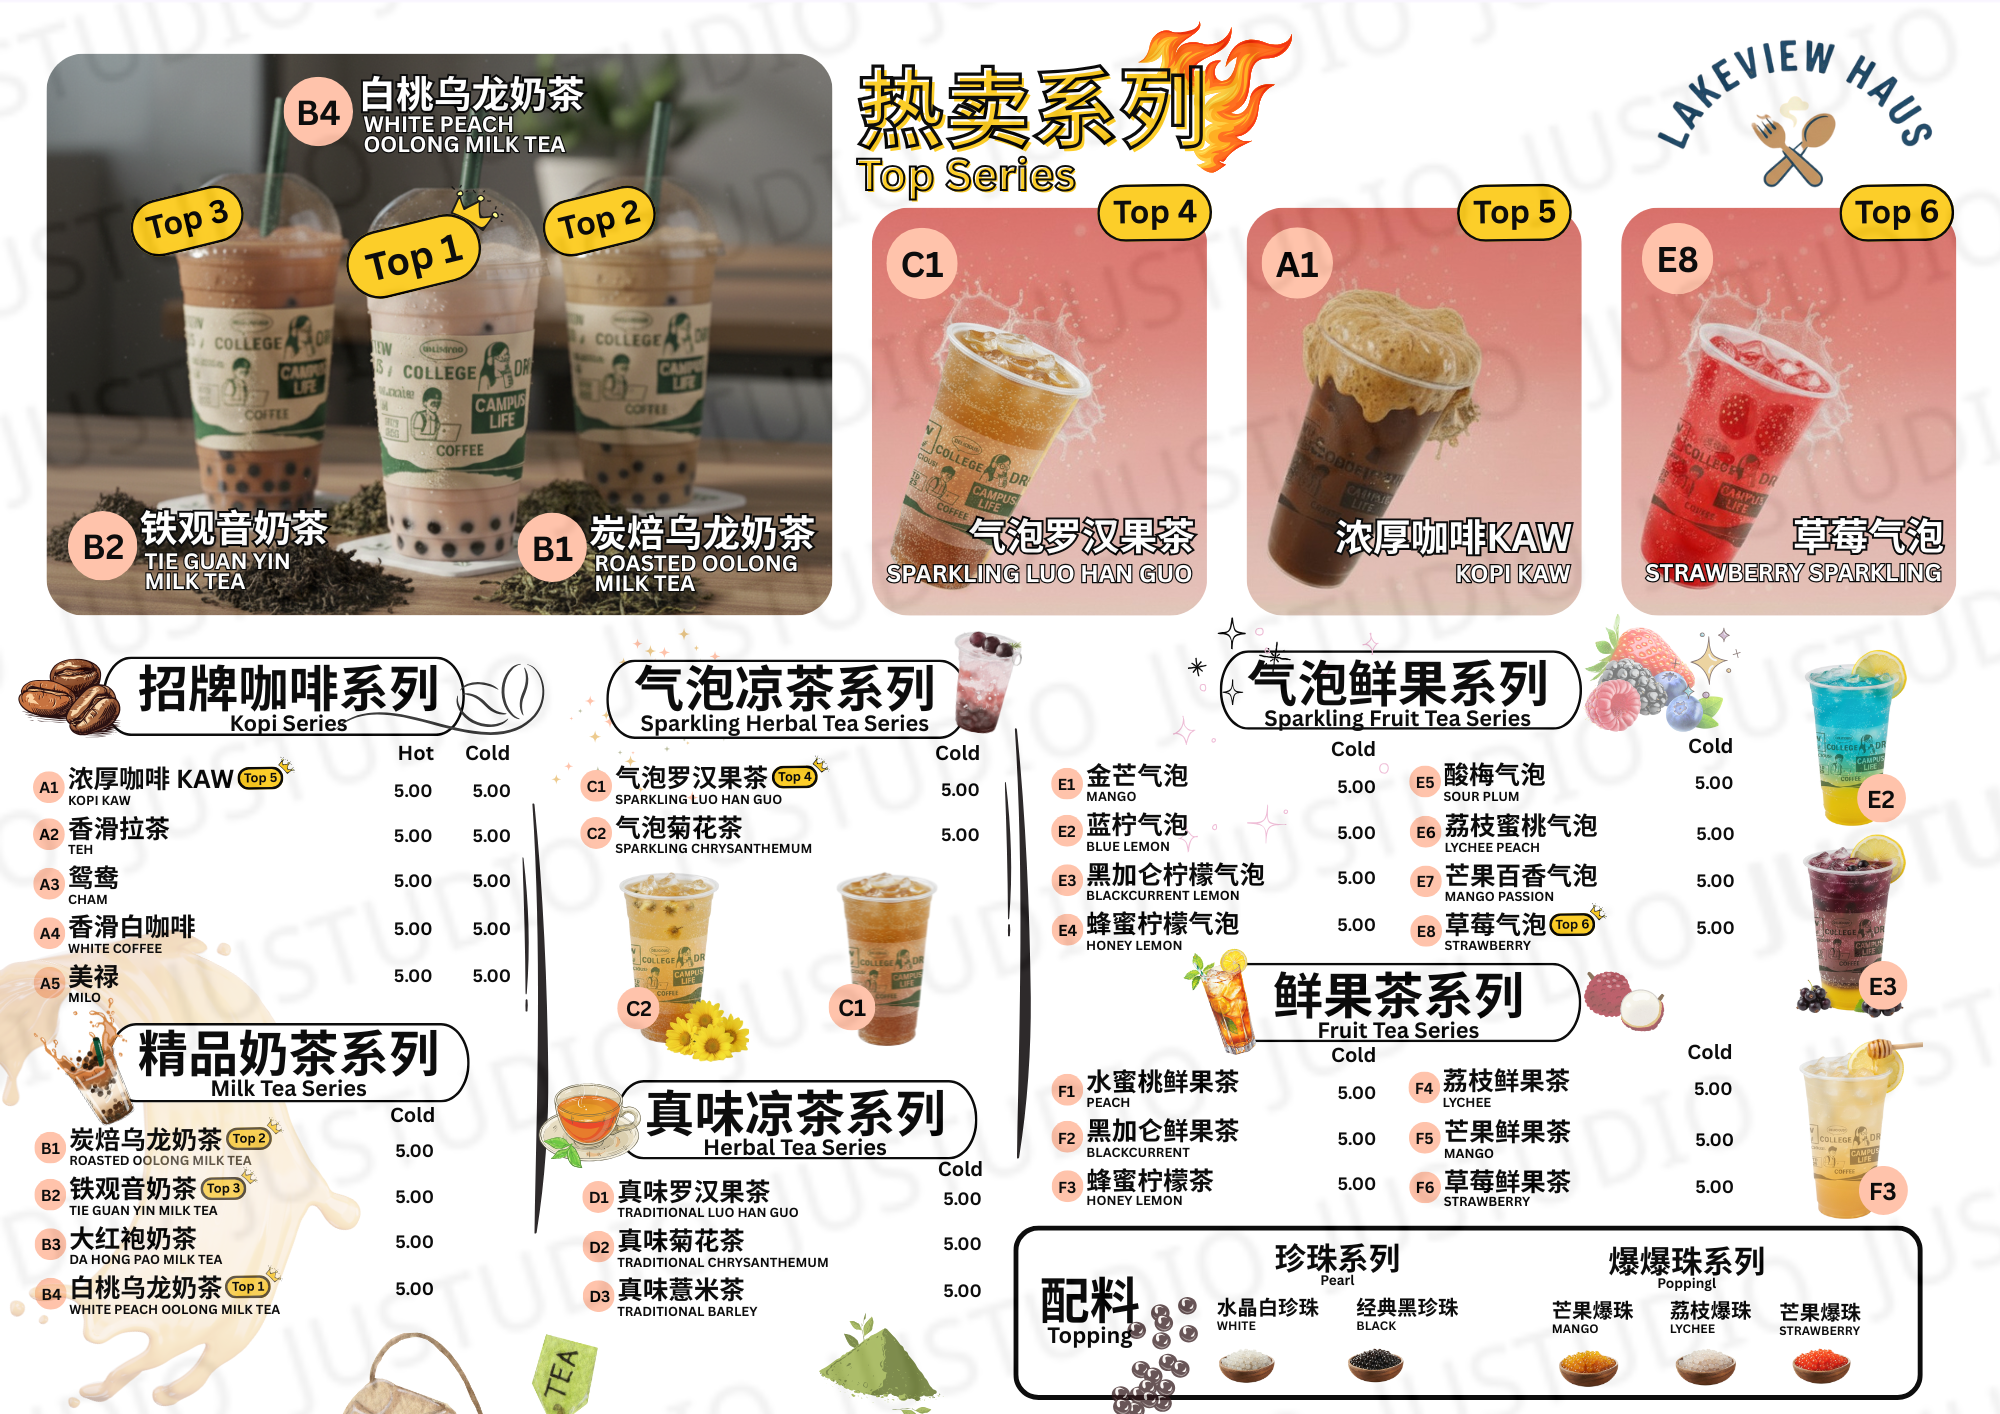 B4
白桃乌龙奶茶
WHITE PEACH
OOLONG MILK TEA
Top 3
Top 1
Top 2
B2
铁观音奶茶
TIE GUAN YIN
MILK TEA
B1
炭焙乌龙奶茶
ROASTED OOLONG
MILK TEA
COLLEGE
CAMPUS
LIFE
COFFEE
热卖系列
Top Series
LAKEVIEW HAUS
Top 4
C1
气泡罗汉果茶
SPARKLING LUO HAN GUO
Top 5
A1
浓厚咖啡KAW
KOPI KAW
Top 6
E8
草莓气泡
STRAWBERRY SPARKLING
招牌咖啡系列
Kopi Series
Hot Cold
A1 浓厚咖啡 KAW Top 5 5.00 5.00
KOPI KAW
A2 香滑拉茶 5.00 5.00
TEH
A3 鸳鸯 5.00 5.00
CHAM
A4 香滑白咖啡 5.00 5.00
WHITE COFFEE
A5 美禄 5.00 5.00
MILO
精品奶茶系列
Milk Tea Series
Cold
B1 炭焙乌龙奶茶 Top 2 5.00
ROASTED OOLONG MILK TEA
B2 铁观音奶茶 Top 3 5.00
TIE GUAN YIN MILK TEA
B3 大红袍奶茶 5.00
DA HONG PAO MILK TEA
B4 白桃乌龙奶茶 Top 1 5.00
WHITE PEACH OOLONG MILK TEA
气泡凉茶系列
Sparkling Herbal Tea Series
Cold
C1 气泡罗汉果茶 Top 4 5.00
SPARKLING LUO HAN GUO
C2 气泡菊花茶 5.00
SPARKLING CHRYSANTHEMUM
C2
C1
真味凉茶系列
Herbal Tea Series
Cold
D1 真味罗汉果茶 5.00
TRADITIONAL LUO HAN GUO
D2 真味菊花茶 5.00
TRADITIONAL CHRYSANTHEMUM
D3 真味薏米茶 5.00
TRADITIONAL BARLEY
TEA
气泡鲜果系列
Sparkling Fruit Tea Series
Cold
E1 金芒气泡 5.00
MANGO
E2 蓝柠气泡 5.00
BLUE LEMON
E3 黑加仑柠檬气泡 5.00
BLACKCURRENT LEMON
E4 蜂蜜柠檬气泡 5.00
HONEY LEMON
Cold
E5 酸梅气泡 5.00
SOUR PLUM
E6 荔枝蜜桃气泡 5.00
LYCHEE PEACH
E7 芒果百香气泡 5.00
MANGO PASSION
E8 草莓气泡 Top 6 5.00
STRAWBERRY
E2
E3
F3
鲜果茶系列
Fruit Tea Series
Cold
F1 水蜜桃鲜果茶 5.00
PEACH
F2 黑加仑鲜果茶 5.00
BLACKCURRENT
F3 蜂蜜柠檬茶 5.00
HONEY LEMON
Cold
F4 荔枝鲜果茶 5.00
LYCHEE
F5 芒果鲜果茶 5.00
MANGO
F6 草莓鲜果茶 5.00
STRAWBERRY
配料
Topping
珍珠系列
Pearl
水晶白珍珠
WHITE
经典黑珍珠
BLACK
爆爆珠系列
Poppingl
芒果爆珠
MANGO
荔枝爆珠
LYCHEE
芒果爆珠
STRAWBERRY
JUSTUDIO